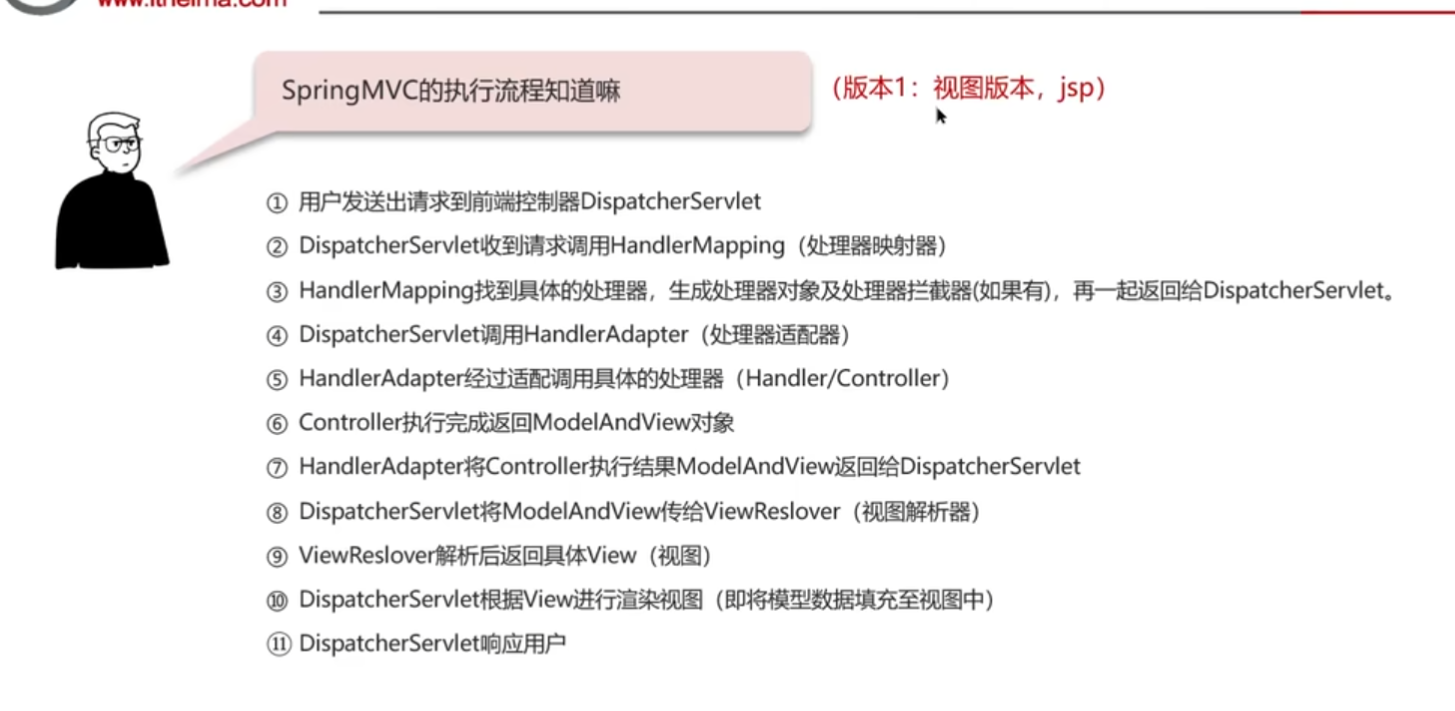 www.itheima.com
SpringMVC的执行流程知道嘛
（版本1：视图版本，jsp）
① 用户发送出请求到前端控制器DispatcherServlet
② DispatcherServlet收到请求调用HandlerMapping（处理器映射器）
③ HandlerMapping找到具体的处理器，生成处理器对象及处理器拦截器(如果有)，再一起返回给DispatcherServlet。
④ DispatcherServlet调用HandlerAdapter（处理器适配器）
⑤ HandlerAdapter经过适配调用具体的处理器（Handler/Controller）
⑥ Controller执行完成返回ModelAndView对象
⑦ HandlerAdapter将Controller执行结果ModelAndView返回给DispatcherServlet
⑧ DispatcherServlet将ModelAndView传给ViewReslover（视图解析器）
⑨ ViewReslover解析后返回具体View（视图）
⑩ DispatcherServlet根据View进行渲染视图（即将模型数据填充至视图中）
⑪ DispatcherServlet响应用户